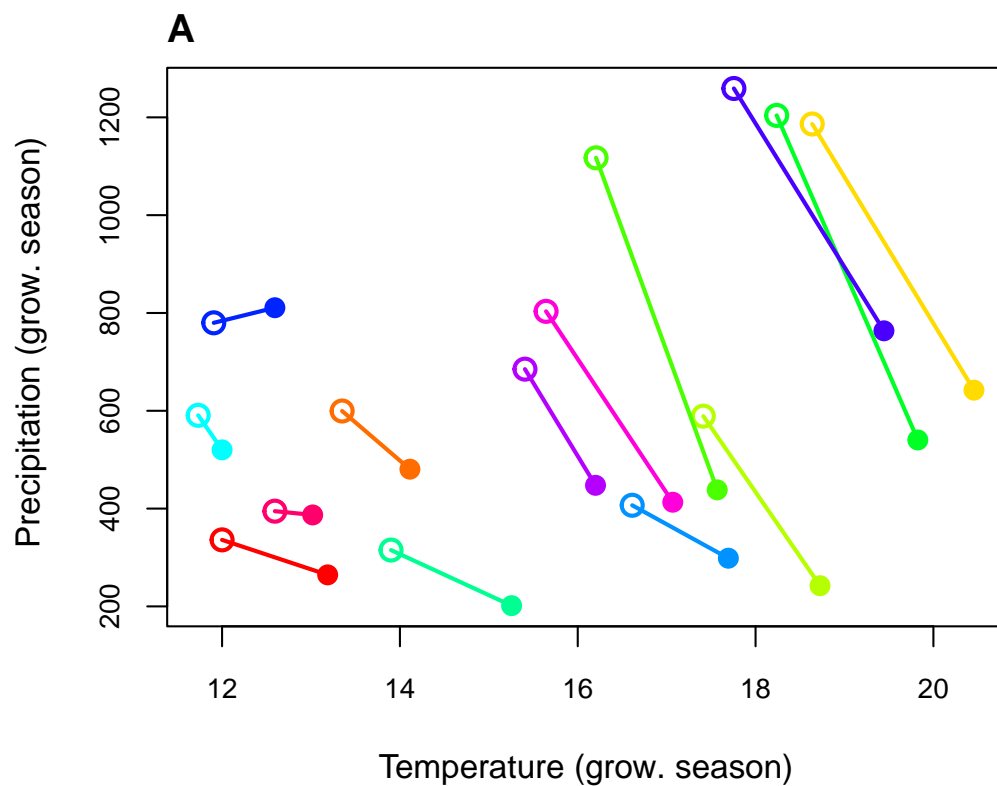 A
Precipitation (grow. season)
1200
1000
800
600
400
200
12 14 16 18 20
Temperature (grow. season)